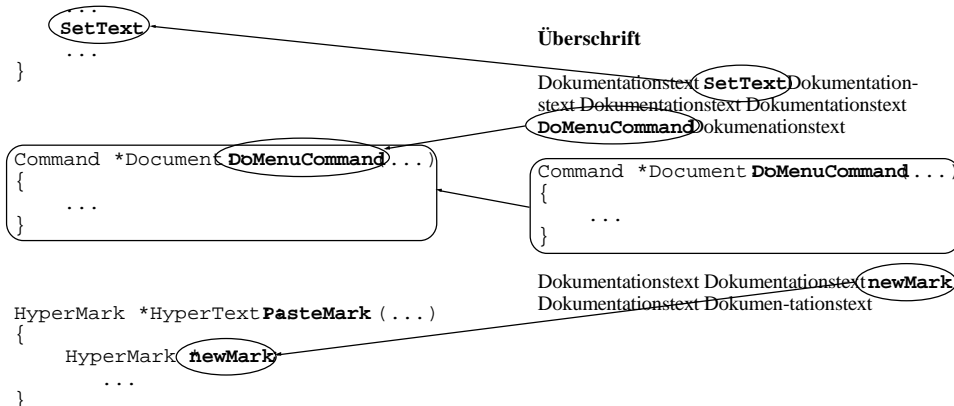 ...
SetText
...
}
Command *Document::DoMenuCommand(...)
{
...
}
HyperMark *HyperText PasteMark (...)
{
HyperMark *newMark
...
}
Überschrift
Dokumentationstext SetText Dokumentation-
stext Dokumentationstext Dokumentationstext
DoMenuCommand Dokumenationstext
Command *Document::DoMenuCommand(...)
{
...
}
Dokumentationstext Dokumentationstext newMark
Dokumentationstext Dokumen-tationstext